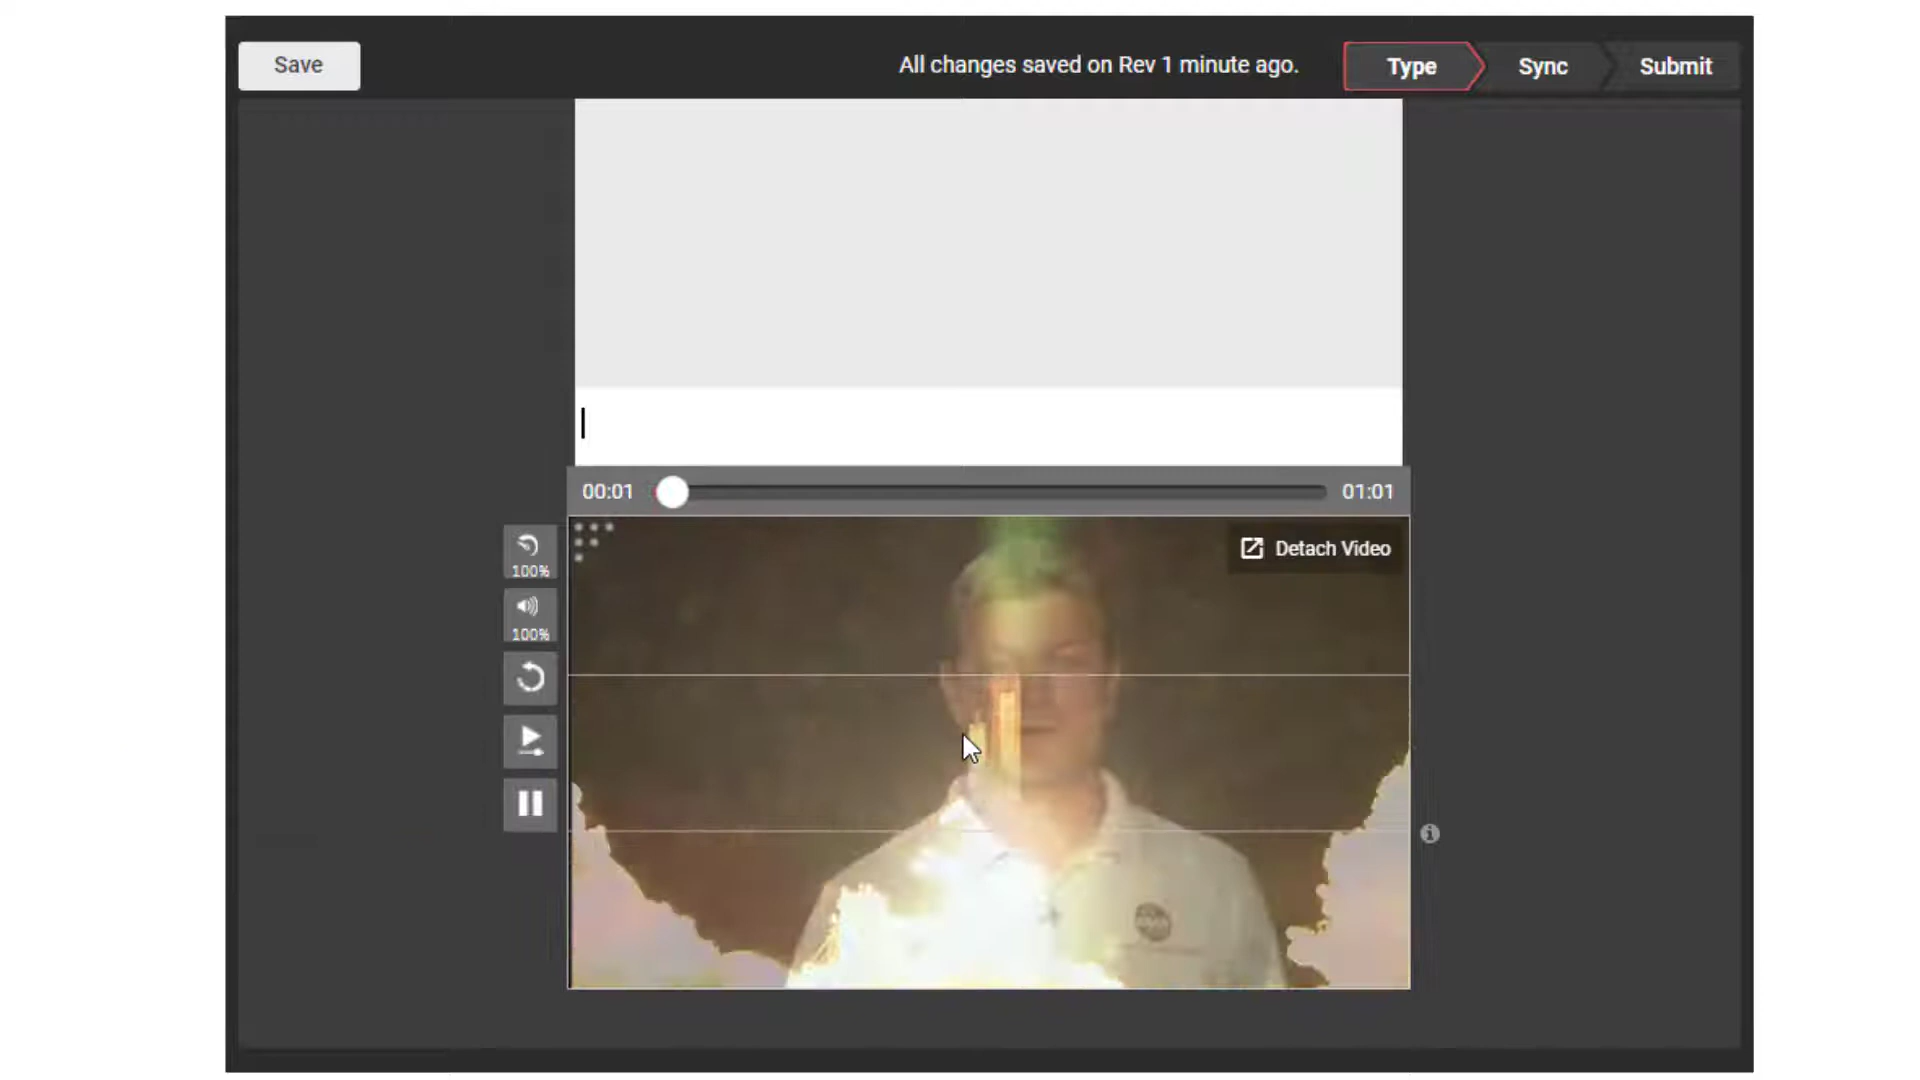 Save
All changes saved on Rev 1 minute ago.
Type
Sync
Submit
00:01
01:01
Detach Video
100%
100%